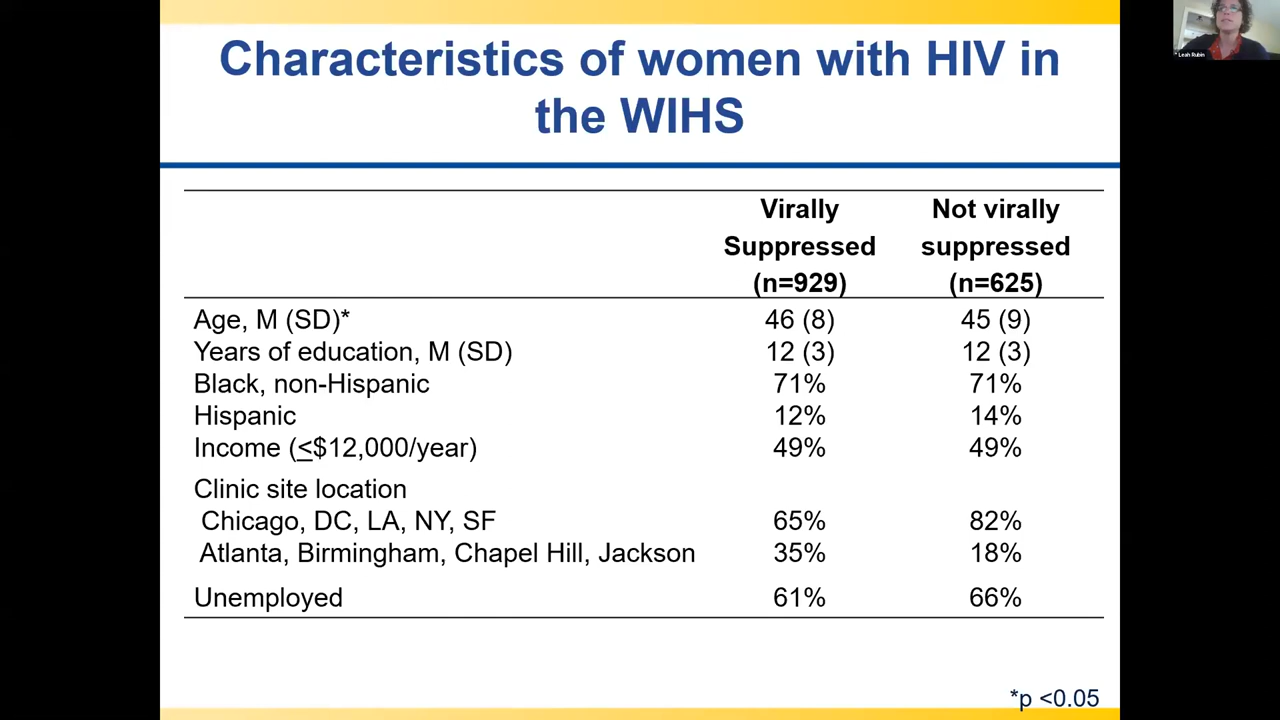 Characteristics of women with HIV in
the WIHS
Virally
Suppressed
(n=929)
Not virally
suppressed
(n=625)
Age, M (SD)* 46 (8) 45 (9)
Years of education, M (SD) 12 (3) 12 (3)
Black, non-Hispanic 71% 71%
Hispanic 12% 14%
Income (≤$12,000/year) 49% 49%
Clinic site location
Chicago, DC, LA, NY, SF 65% 82%
Atlanta, Birmingham, Chapel Hill, Jackson 35% 18%
Unemployed 61% 66%
*p <0.05
Leah Rubin